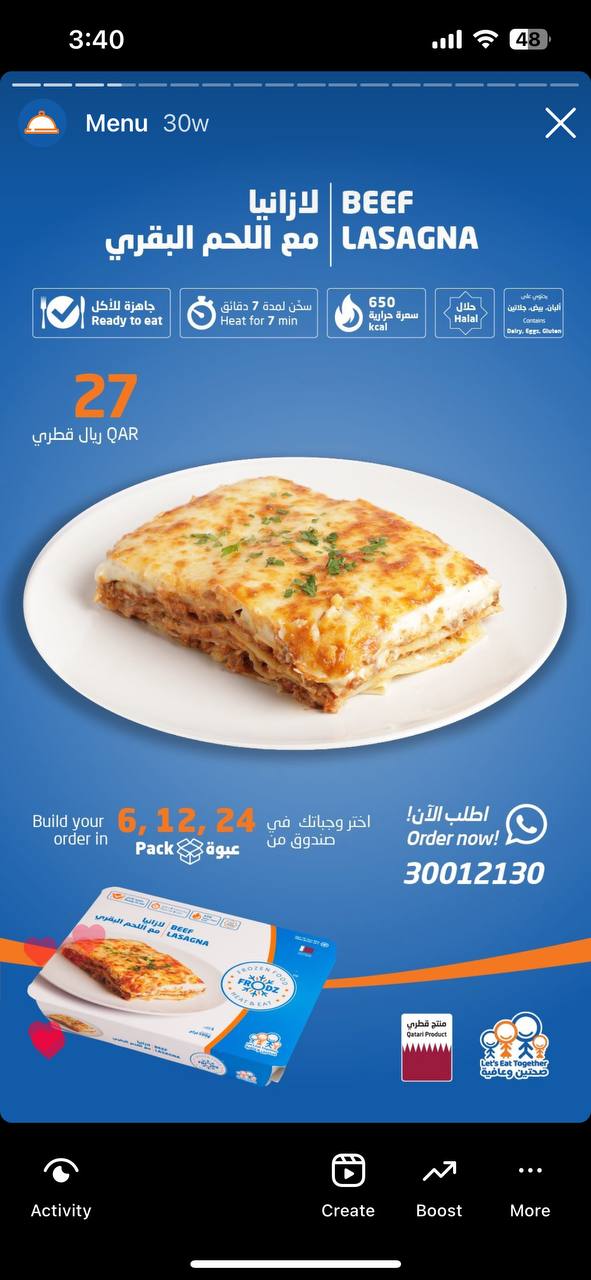 3:40
48
Menu 30w
لازانيا
مع اللحم البقري
BEEF
LASAGNA
جاهزة للأكل
Ready to eat
سخّن لمدة 7 دقائق
Heat for 7 min
650
سعرة حرارية
kcal
حلال
Halal
يحتوي على
ألبان، بيض، جلاتين
Contains
Dairy, Eggs, Gluten
27
QAR ريال قطري
Build your
order in
6, 12, 24
Pack عبوة
اختر وجباتك في
صندوق من
اطلب الآن!
Order now!
30012130
لازانيا
مع اللحم البقري
BEEF
LASAGNA
FROZEN FOOD
FRODZ
HEAT & EAT
منتج قطري
Qatari Product
Let's Eat Together
صحتين وعافية
Activity
Create
Boost
More